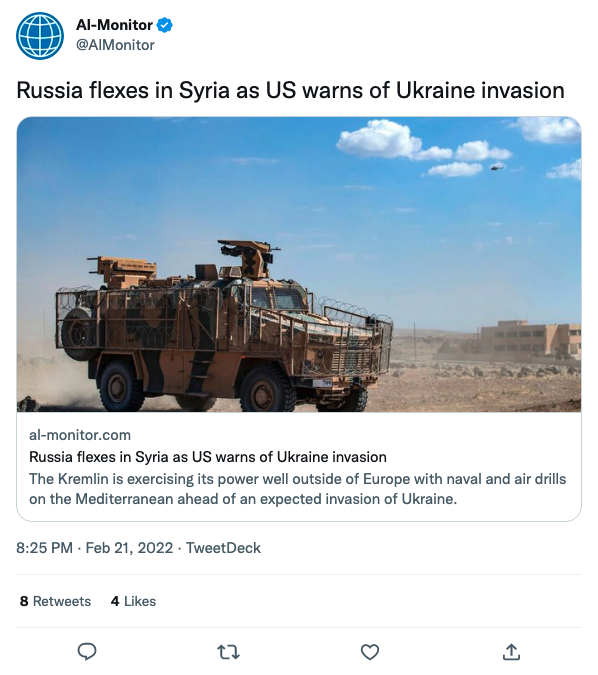 Al-Monitor
@AlMonitor
Russia flexes in Syria as US warns of Ukraine invasion
al-monitor.com
Russia flexes in Syria as US warns of Ukraine invasion
The Kremlin is exercising its power well outside of Europe with naval and air drills
on the Mediterranean ahead of an expected invasion of Ukraine.
8:25 PM · Feb 21, 2022 · TweetDeck
8 Retweets 4 Likes